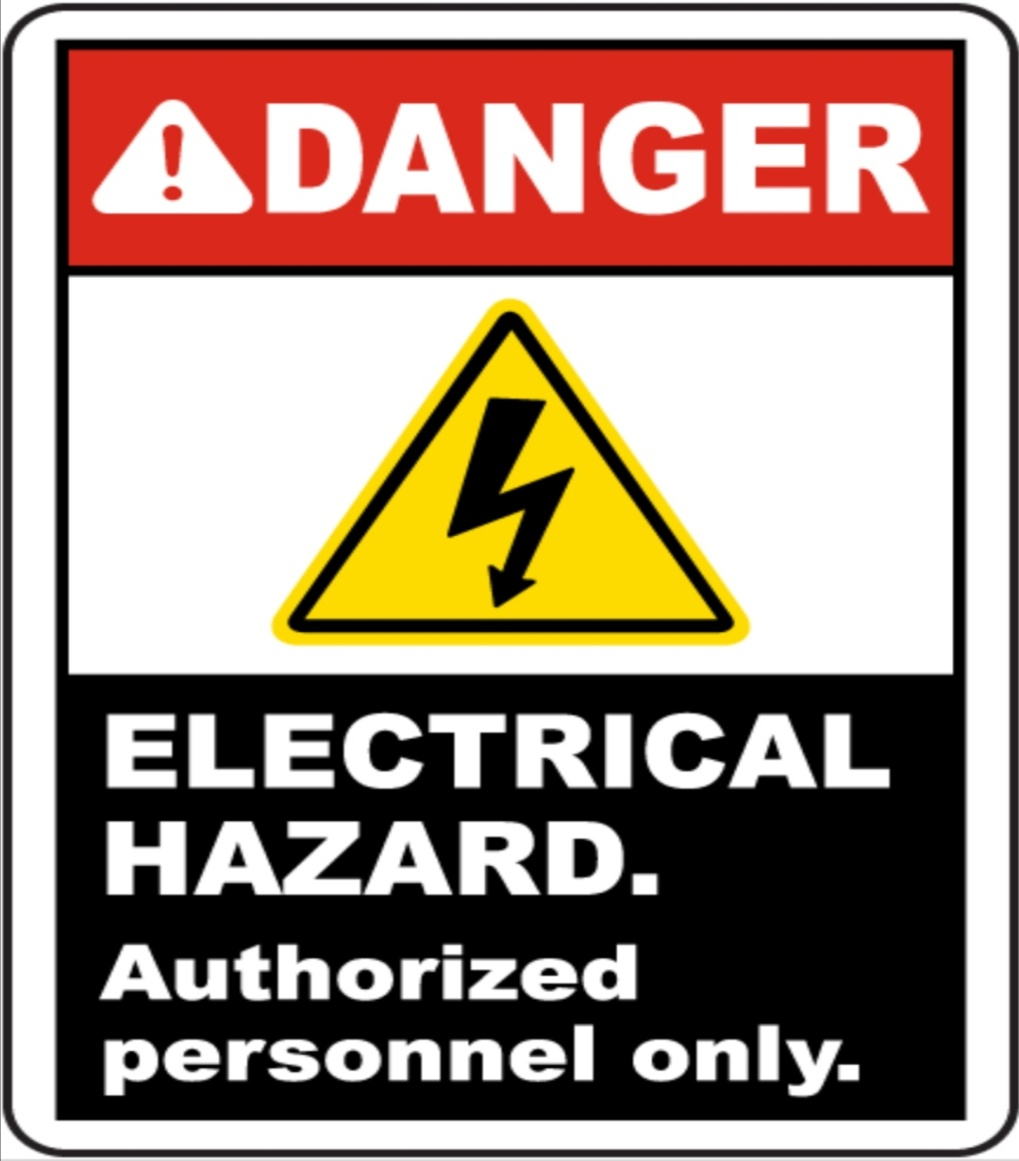 DANGER
ELECTRICAL
HAZARD.
Authorized
personnel only.